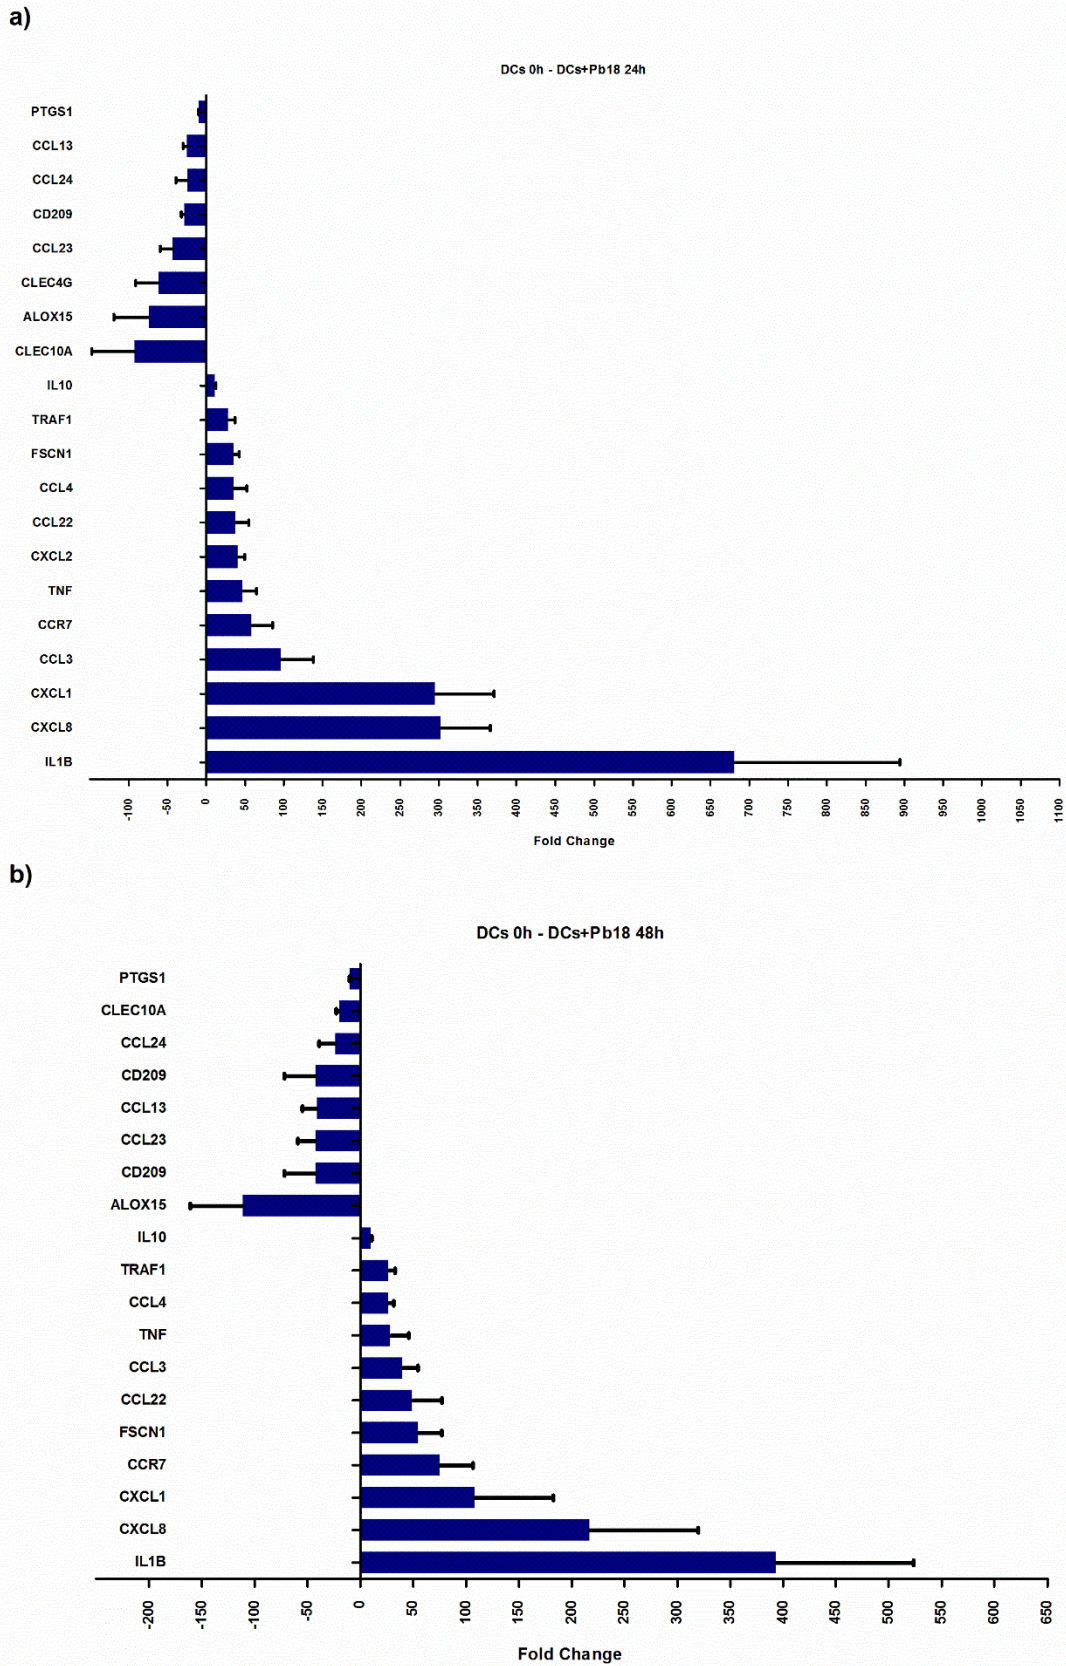 a)
DCs 0h - DCs+Pb18 24h
PTGS1
CCL13
CCL24
CD209
CCL23
CLEC4G
ALOX15
CLEC10A
IL10
TRAF1
FSCN1
CCL4
CCL22
CXCL2
TNF
CCR7
CCL3
CXCL1
CXCL8
IL1B
-100 -50 0 50 100 150 200 250 300 350 400 450 500 550 600 650 700 750 800 850 900 950 1000 1050 1100
Fold Change
b)
DCs 0h - DCs+Pb18 48h
PTGS1
CLEC10A
CCL24
CD209
CCL13
CCL23
CD209
ALOX15
IL10
TRAF1
CCL4
TNF
CCL3
CCL22
FSCN1
CCR7
CXCL1
CXCL8
IL1B
-200 -150 -100 -50 0 50 100 150 200 250 300 350 400 450 500 550 600 650
Fold Change